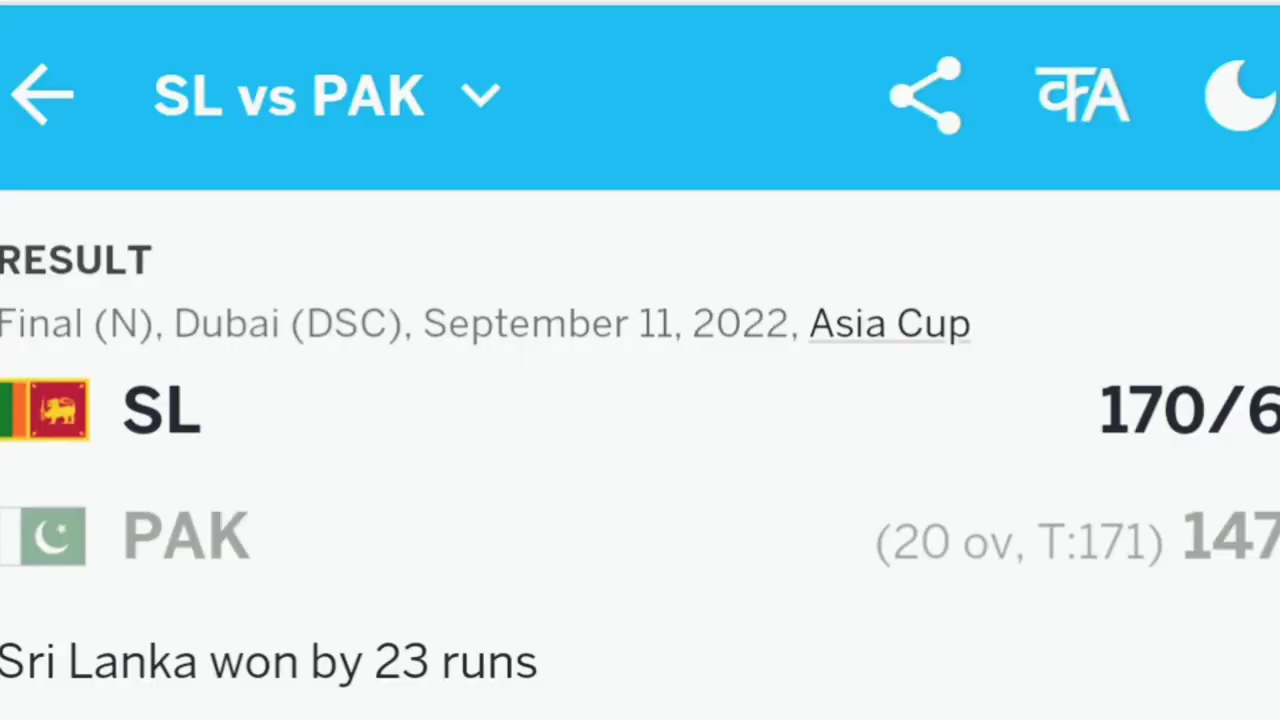 SL vs PAK
कA
RESULT
Final (N), Dubai (DSC), September 11, 2022, Asia Cup
SL 170/6
PAK (20 ov, T:171) 147
Sri Lanka won by 23 runs